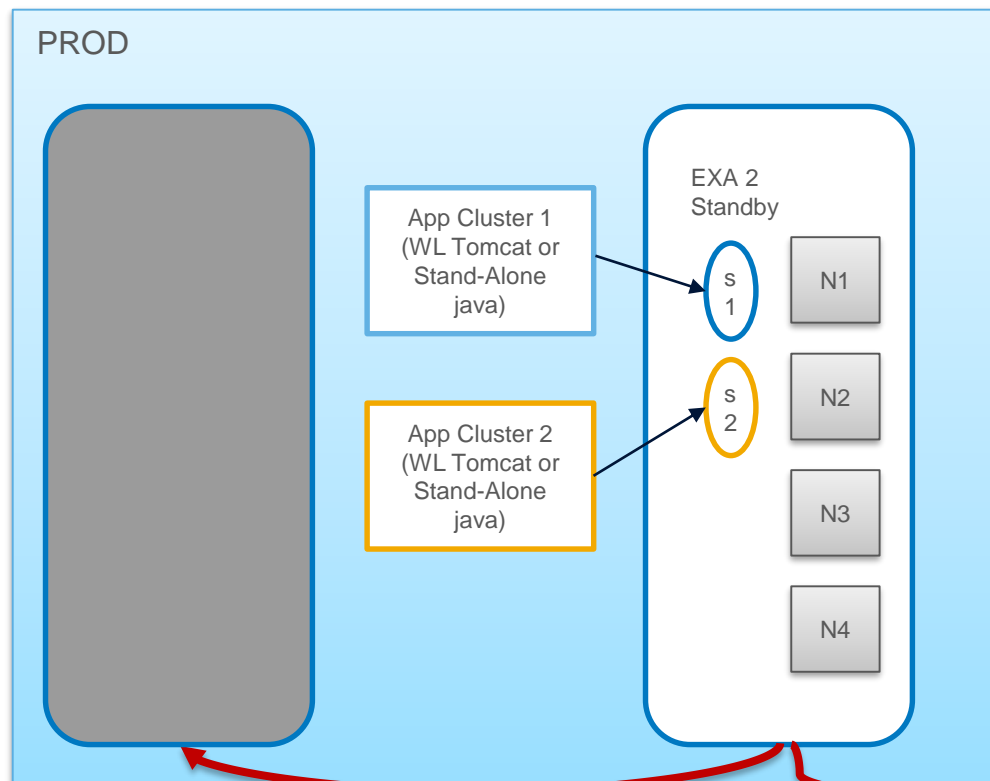 PROD
App Cluster 1
(WL Tomcat or
Stand-Alone
java)
App Cluster 2
(WL Tomcat or
Stand-Alone
java)
EXA 2
Standby
s
1
s
2
N1
N2
N3
N4